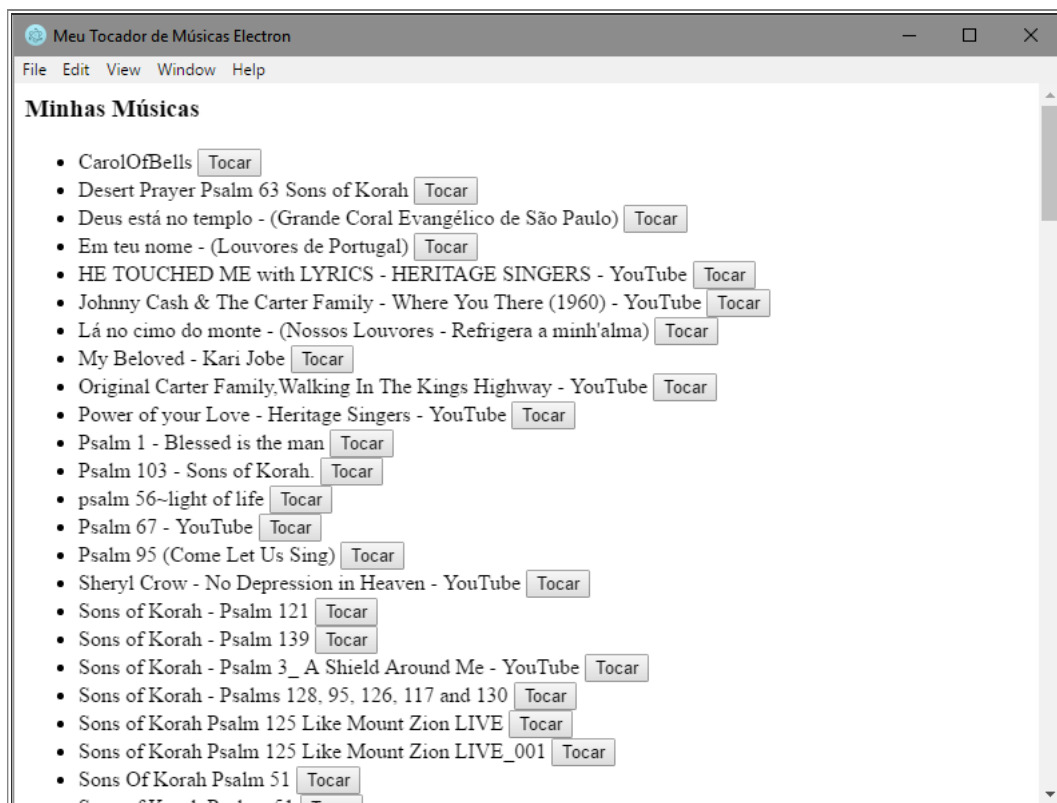 Meu Tocador de Músicas Electron
File Edit View Window Help
Minhas Músicas
CarolOfBells Tocar
Desert Prayer Psalm 63 Sons of Korah Tocar
Deus está no templo - (Grande Coral Evangélico de São Paulo) Tocar
Em teu nome - (Louvores de Portugal) Tocar
HE TOUCHED ME with LYRICS - HERITAGE SINGERS - YouTube Tocar
Johnny Cash & The Carter Family - Where You There (1960) - YouTube Tocar
Lá no cimo do monte - (Nossos Louvores - Refrigera a minh'alma) Tocar
My Beloved - Kari Jobe Tocar
Original Carter Family,Walking In The Kings Highway - YouTube Tocar
Power of your Love - Heritage Singers - YouTube Tocar
Psalm 1 - Blessed is the man Tocar
Psalm 103 - Sons of Korah. Tocar
psalm 56~light of life Tocar
Psalm 67 - YouTube Tocar
Psalm 95 (Come Let Us Sing) Tocar
Sheryl Crow - No Depression in Heaven - YouTube Tocar
Sons of Korah - Psalm 121 Tocar
Sons of Korah - Psalm 139 Tocar
Sons of Korah - Psalm 3_ A Shield Around Me - YouTube Tocar
Sons of Korah - Psalms 128, 95, 126, 117 and 130 Tocar
Sons of Korah Psalm 125 Like Mount Zion LIVE Tocar
Sons of Korah Psalm 125 Like Mount Zion LIVE_001 Tocar
Sons Of Korah Psalm 51 Tocar